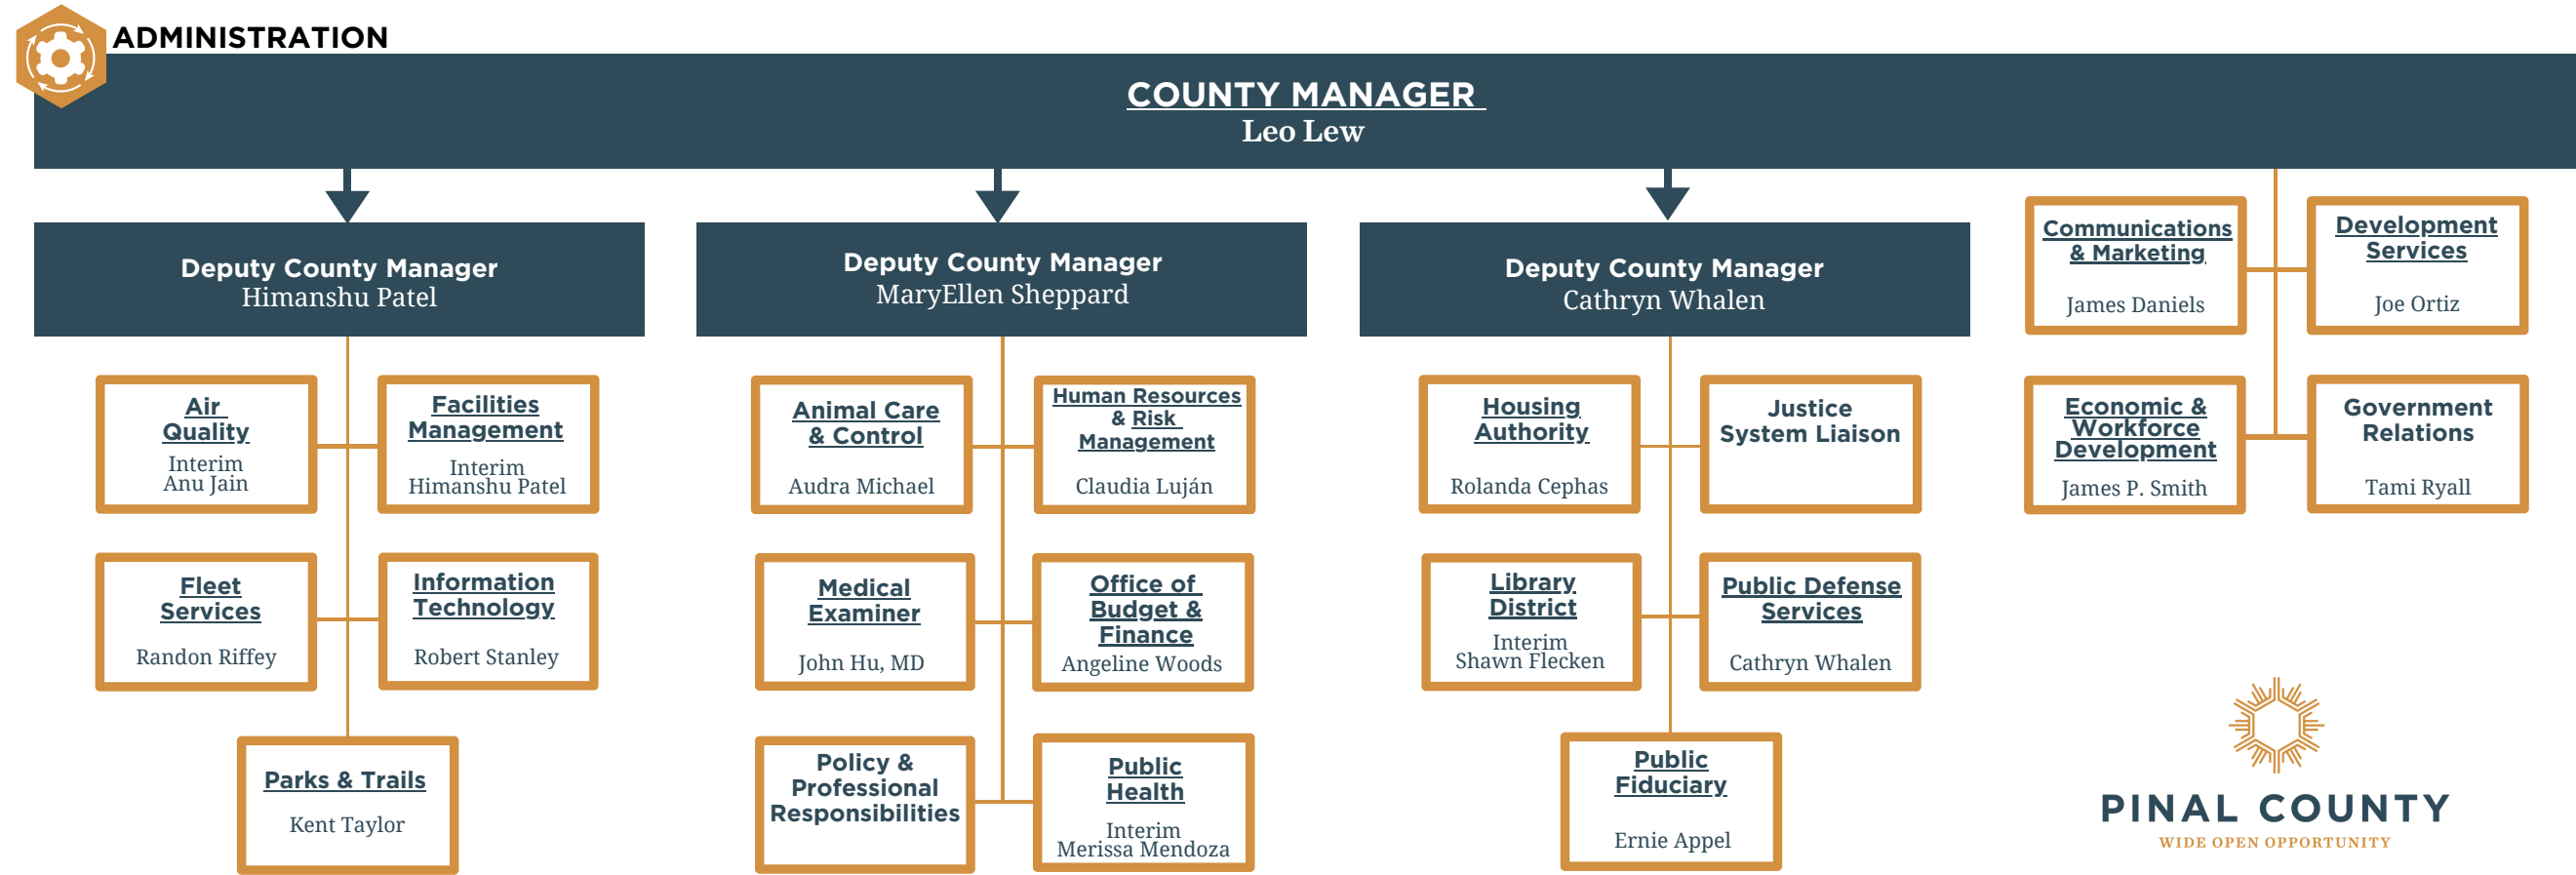 ADMINISTRATION
COUNTY MANAGER
Leo Lew
Deputy County Manager
Himanshu Patel
Air
Quality
Interim
Anu Jain
Facilities
Management
Interim
Himanshu Patel
Fleet
Services
Randon Riffey
Information
Technology
Robert Stanley
Parks & Trails
Kent Taylor
Deputy County Manager
MaryEllen Sheppard
Animal Care
& Control
Audra Michael
Human Resources
& Risk
Management
Claudia Luján
Medical
Examiner
John Hu, MD
Office of
Budget &
Finance
Angeline Woods
Policy &
Professional
Responsibilities
Public
Health
Interim
Merissa Mendoza
Deputy County Manager
Cathryn Whalen
Housing
Authority
Rolanda Cephas
Justice
System Liaison
Library
District
Interim
Shawn Flecken
Public Defense
Services
Cathryn Whalen
Public
Fiduciary
Ernie Appel
Communications
& Marketing
James Daniels
Development
Services
Joe Ortiz
Economic &
Workforce
Development
James P. Smith
Government
Relations
Tami Ryall
PINAL COUNTY
WIDE OPEN OPPORTUNITY